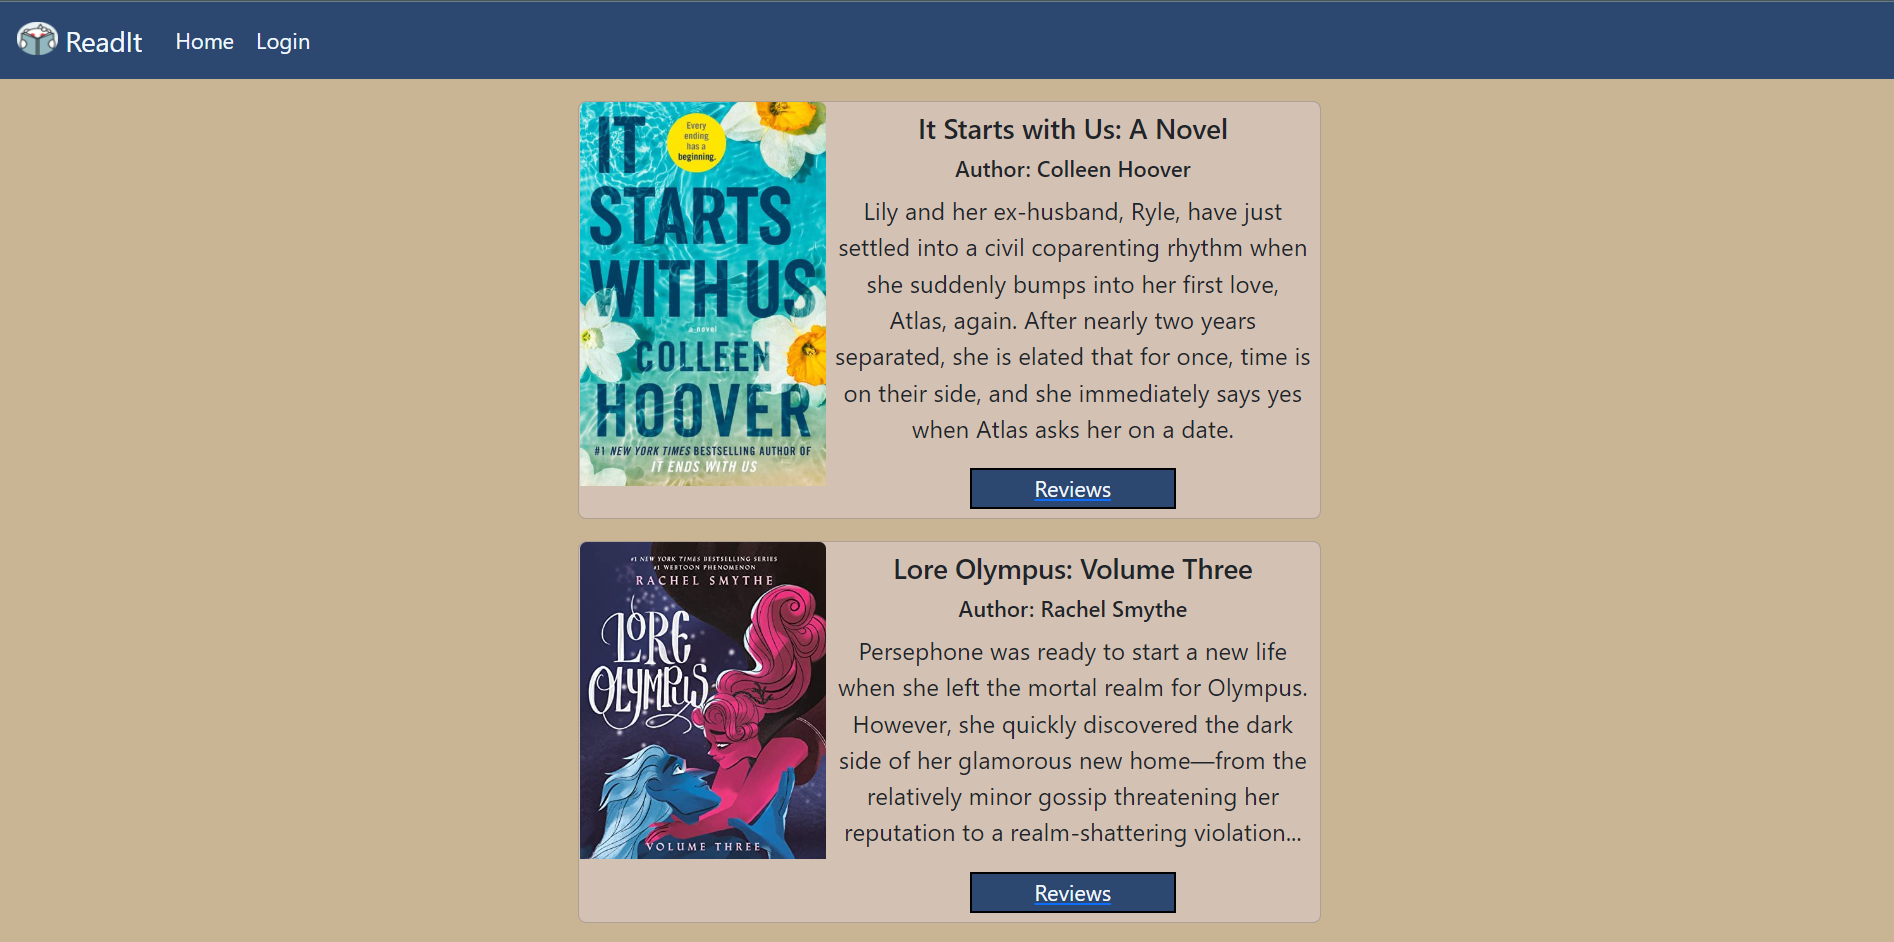 ReadIt Home Login
IT
STARTS
WITH US
Every
ending
has a
beginning.
a novel
COLLEEN
HOOVER
#1 NEW YORK TIMES BESTSELLING AUTHOR OF
IT ENDS WITH US
It Starts with Us: A Novel
Author: Colleen Hoover
Lily and her ex-husband, Ryle, have just
settled into a civil coparenting rhythm when
she suddenly bumps into her first love,
Atlas, again. After nearly two years
separated, she is elated that for once, time is
on their side, and she immediately says yes
when Atlas asks her on a date.
Reviews
#1 NEW YORK TIMES BESTSELLING SERIES
#1 WEBTOON PHENOMENON
RACHEL SMYTHE
LORE
OLYMPUS
VOLUME THREE
Lore Olympus: Volume Three
Author: Rachel Smythe
Persephone was ready to start a new life
when she left the mortal realm for Olympus.
However, she quickly discovered the dark
side of her glamorous new home—from the
relatively minor gossip threatening her
reputation to a realm-shattering violation...
Reviews